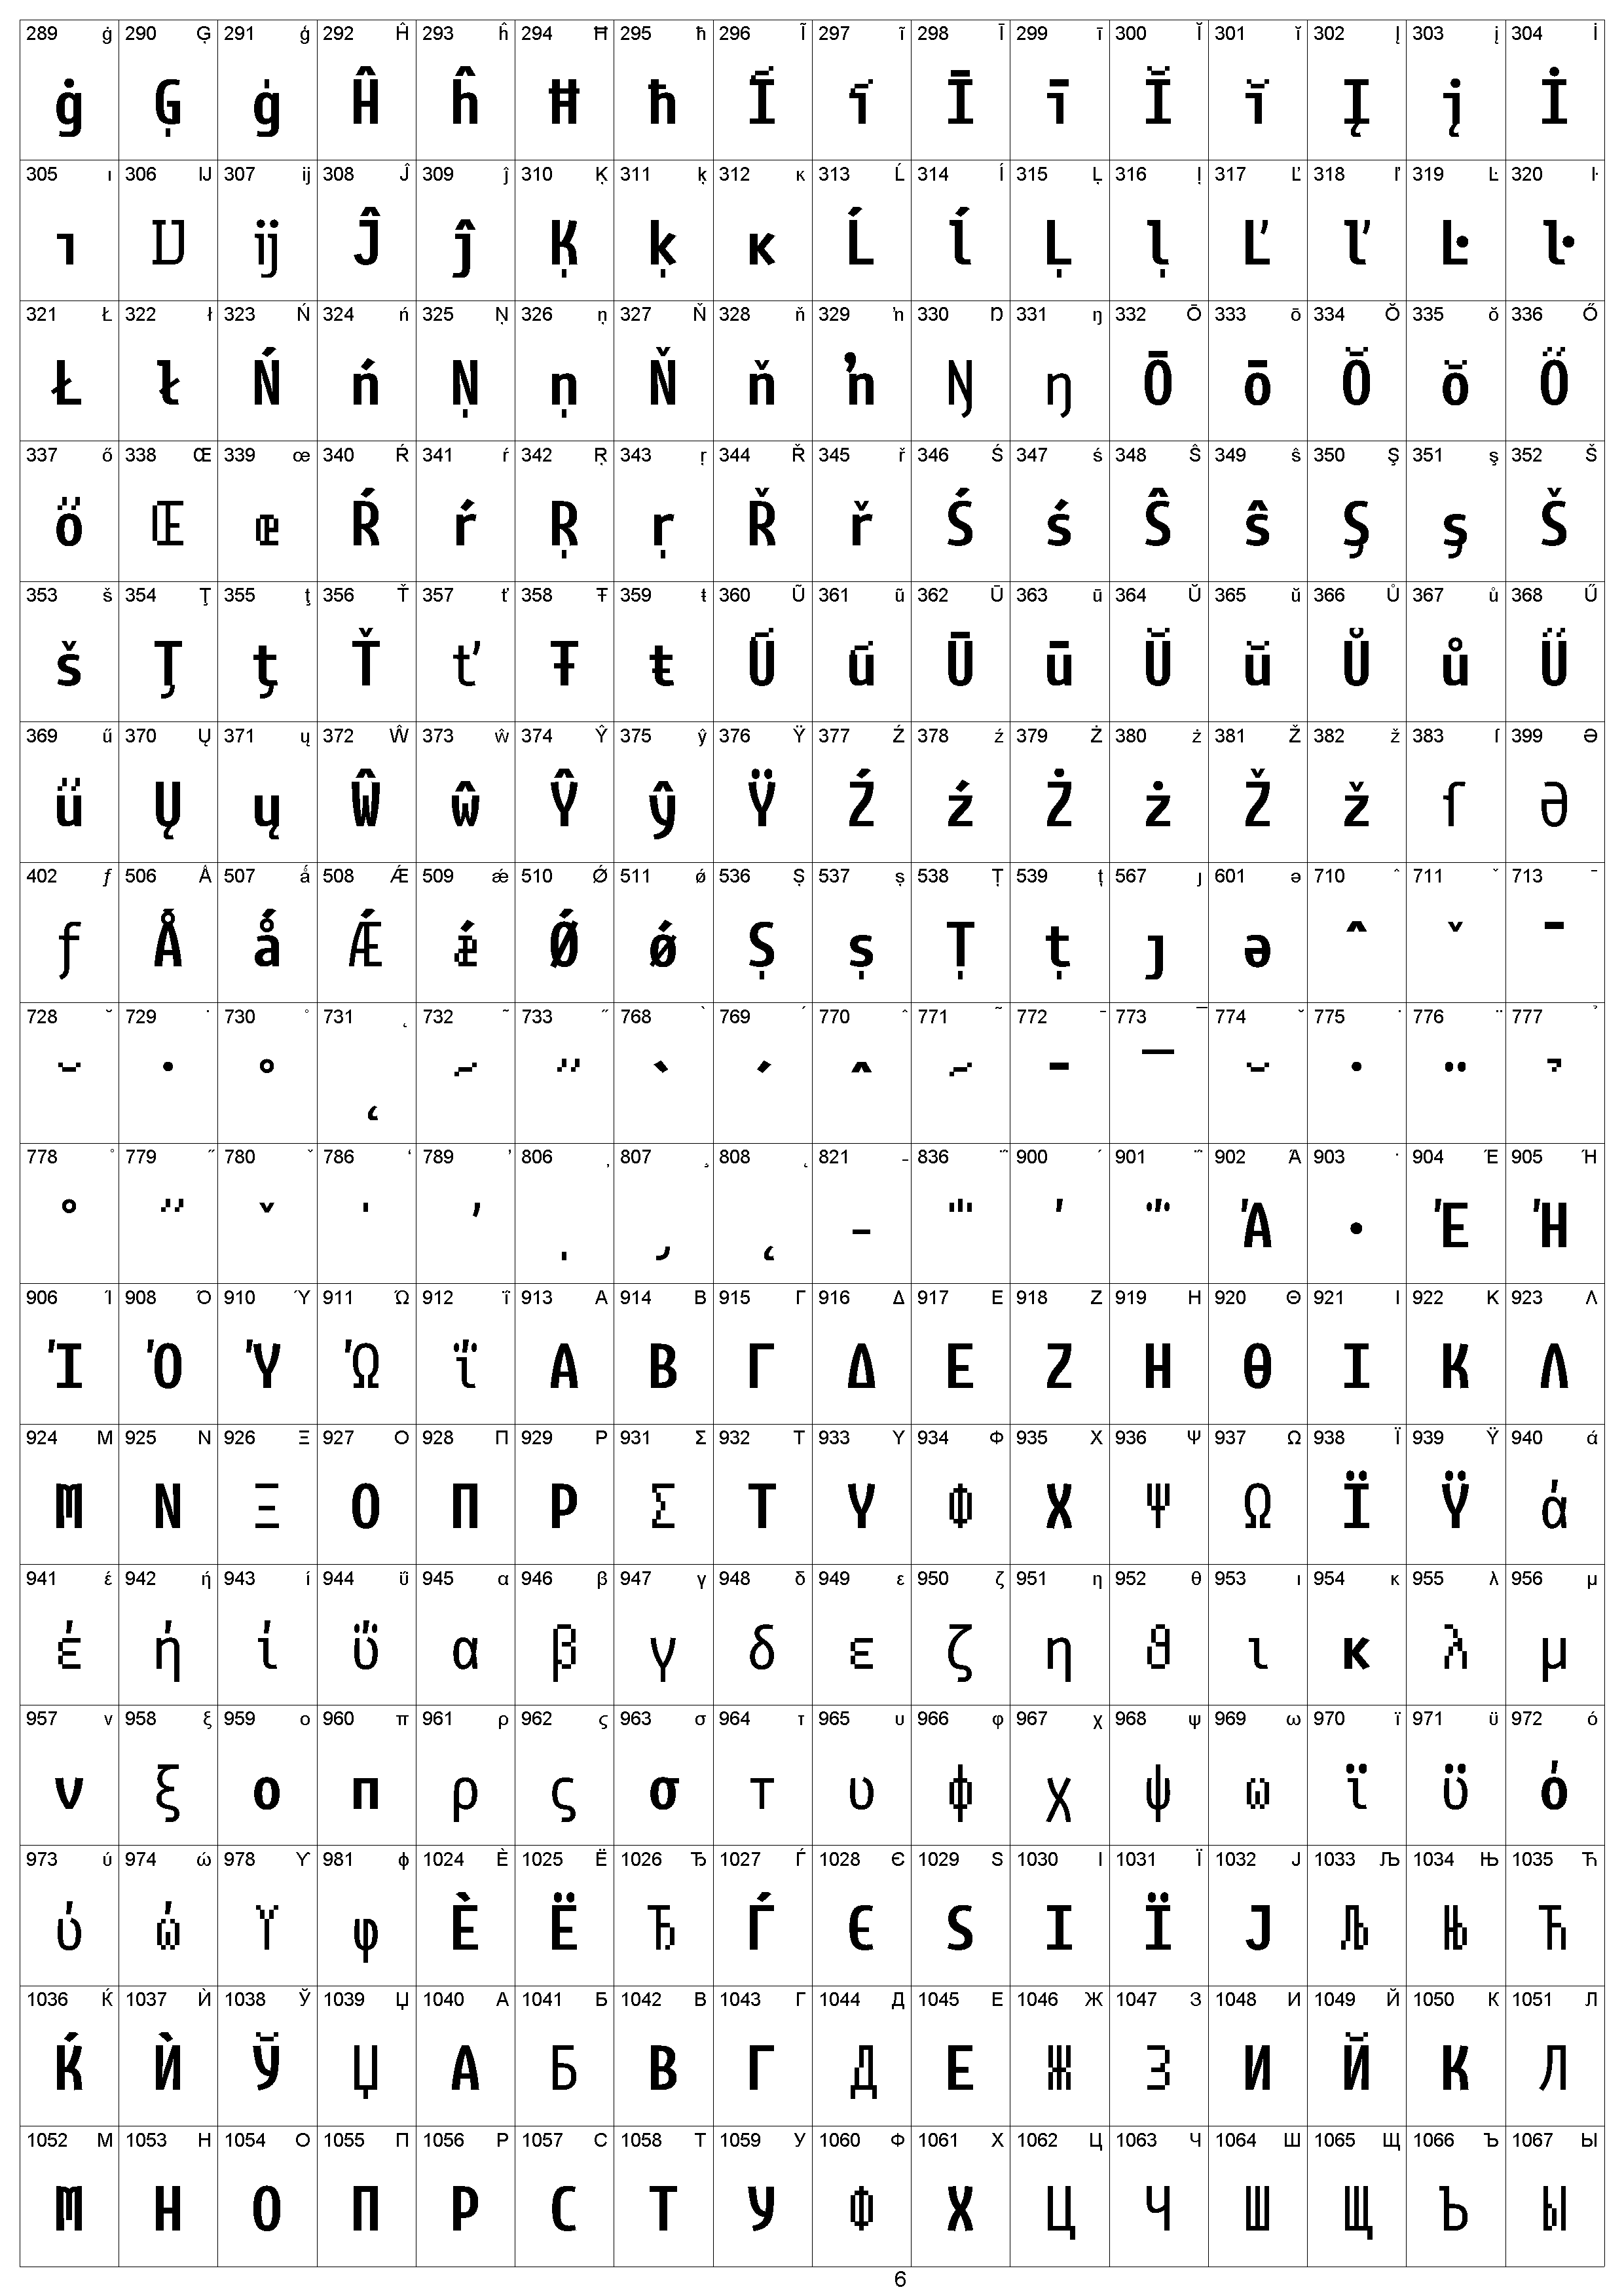 289 ġ 290 Ģ 291 ģ 292 Ĥ 293 ĥ 294 Ħ 295 ħ 296 Ĩ 297 ĩ 298 Ī 299 ī 300 Ĭ 301 ĭ 302 Į 303 į 304 İ
ġ Ģ ģ Ĥ ĥ Ħ ħ Ĩ ĩ Ī ī Ĭ ĭ Į į İ
305 ı 306 Ĳ 307 ĳ 308 Ĵ 309 ĵ 310 Ķ 311 ķ 312 ĸ 313 Ĺ 314 ĺ 315 Ļ 316 ļ 317 Ľ 318 ľ 319 Ŀ 320 ŀ
ı Ĳ ĳ Ĵ ĵ Ķ ķ ĸ Ĺ ĺ Ļ ļ Ľ ľ Ŀ ŀ
321 Ł 322 ł 323 Ń 324 ń 325 Ņ 326 ņ 327 Ň 328 ň 329 ŉ 330 Ŋ 331 ŋ 332 Ō 333 ō 334 Ŏ 335 ŏ 336 Ő
Ł ł Ń ń Ņ ņ Ň ň ŉ Ŋ ŋ Ō ō Ŏ ŏ Ő
337 ő 338 Œ 339 œ 340 Ŕ 341 ŕ 342 Ŗ 343 ŗ 344 Ř 345 ř 346 Ś 347 ś 348 Ŝ 349 ŝ 350 Ş 351 ş 352 Š
ő Œ œ Ŕ ŕ Ŗ ŗ Ř ř Ś ś Ŝ ŝ Ş ş Š
353 š 354 Ţ 355 ţ 356 Ť 357 ť 358 Ŧ 359 ŧ 360 Ũ 361 ũ 362 Ū 363 ū 364 Ŭ 365 ŭ 366 Ů 367 ů 368 Ű
š Ţ ţ Ť ť Ŧ ŧ Ũ ũ Ū ū Ŭ ŭ Ů ů Ű
369 ű 370 Ų 371 ų 372 Ŵ 373 ŵ 374 Ŷ 375 ŷ 376 Ÿ 377 Ź 378 ź 379 Ż 380 ż 381 Ž 382 ž 383 ſ 399 Ə
ű Ų ų Ŵ ŵ Ŷ ŷ Ÿ Ź ź Ż ż Ž ž ſ Ə
402 ƒ 506 Ǻ 507 ǻ 508 Ǽ 509 ǽ 510 Ǿ 511 ǿ 536 Ș 537 ș 538 Ț 539 ț 567 ȷ 601 ə 710 ˆ 711 ˇ 713 ˉ
ƒ Ǻ ǻ Ǽ ǽ Ǿ ǿ Ș ș Ț ț ȷ ə ˆ ˇ ˉ
728 ˘ 729 ˙ 730 ˚ 731 ˛ 732 ˜ 733 ˝ 768 ̀ 769 ́ 770 ̂ 771 ̃ 772 ̄ 773 ̅ 774 ̆ 775 ̇ 776 ̈ 777 ̉
˘ ˙ ˚ ˛ ˜ ˝ ̀ ́ ̂ ̃ ̄ ̅ ̆ ̇ ̈ ̉
778 ̊ 779 ̋ 780 ̌ 786 ̒ 789 ̕ 806 ̦ 807 ̧ 808 ̨ 821 ̵ 836 ̈́ 900 ΄ 901 ΅ 902 Ά 903 · 904 Έ 905 Ή
̊ ̋ ̌ ̒ ̕ ̦ ̧ ̨ ̵ ̈́ ΄ ΅ Ά · Έ Ή
906 Ί 908 Ό 910 Ύ 911 Ώ 912 ΐ 913 Α 914 Β 915 Γ 916 Δ 917 Ε 918 Ζ 919 Η 920 Θ 921 Ι 922 Κ 923 Λ
Ί Ό Ύ Ώ ΐ Α Β Γ Δ Ε Ζ Η Θ Ι Κ Λ
924 Μ 925 Ν 926 Ξ 927 Ο 928 Π 929 Ρ 931 Σ 932 Τ 933 Υ 934 Φ 935 Χ 936 Ψ 937 Ω 938 Ϊ 939 Ϋ 940 ά
Μ Ν Ξ Ο Π Ρ Σ Τ Υ Φ Χ Ψ Ω Ϊ Ϋ ά
941 έ 942 ή 943 ί 944 ΰ 945 α 946 β 947 γ 948 δ 949 ε 950 ζ 951 η 952 θ 953 ι 954 κ 955 λ 956 μ
έ ή ί ΰ α β γ δ ε ζ η ϑ ι κ λ μ
957 ν 958 ξ 959 ο 960 π 961 ρ 962 ς 963 σ 964 τ 965 υ 966 φ 967 χ 968 ψ 969 ω 970 ϊ 971 ϋ 972 ό
ν ξ ο π ρ ς σ τ υ ϕ χ ψ ω ϊ ϋ ό
973 ύ 974 ώ 978 ϒ 981 ϕ 1024 Ѐ 1025 Ё 1026 Ђ 1027 Ѓ 1028 Є 1029 Ѕ 1030 І 1031 Ї 1032 Ј 1033 Љ 1034 Њ 1035 Ћ
ύ ώ ϒ φ Ѐ Ё Ђ Ѓ Є Ѕ І Ї Ј Љ Њ Ћ
1036 Ќ 1037 Ѝ 1038 Ў 1039 Џ 1040 А 1041 Б 1042 В 1043 Г 1044 Д 1045 Е 1046 Ж 1047 З 1048 И 1049 Й 1050 К 1051 Л
Ќ Ѝ Ў Џ А Б В Г Д Е Ж З И Й К Л
1052 М 1053 Н 1054 О 1055 П 1056 Р 1057 С 1058 Т 1059 У 1060 Ф 1061 Х 1062 Ц 1063 Ч 1064 Ш 1065 Щ 1066 Ъ 1067 Ы
М Н О П Р С Т У Ф Х Ц Ч Ш Щ Ъ Ы
6